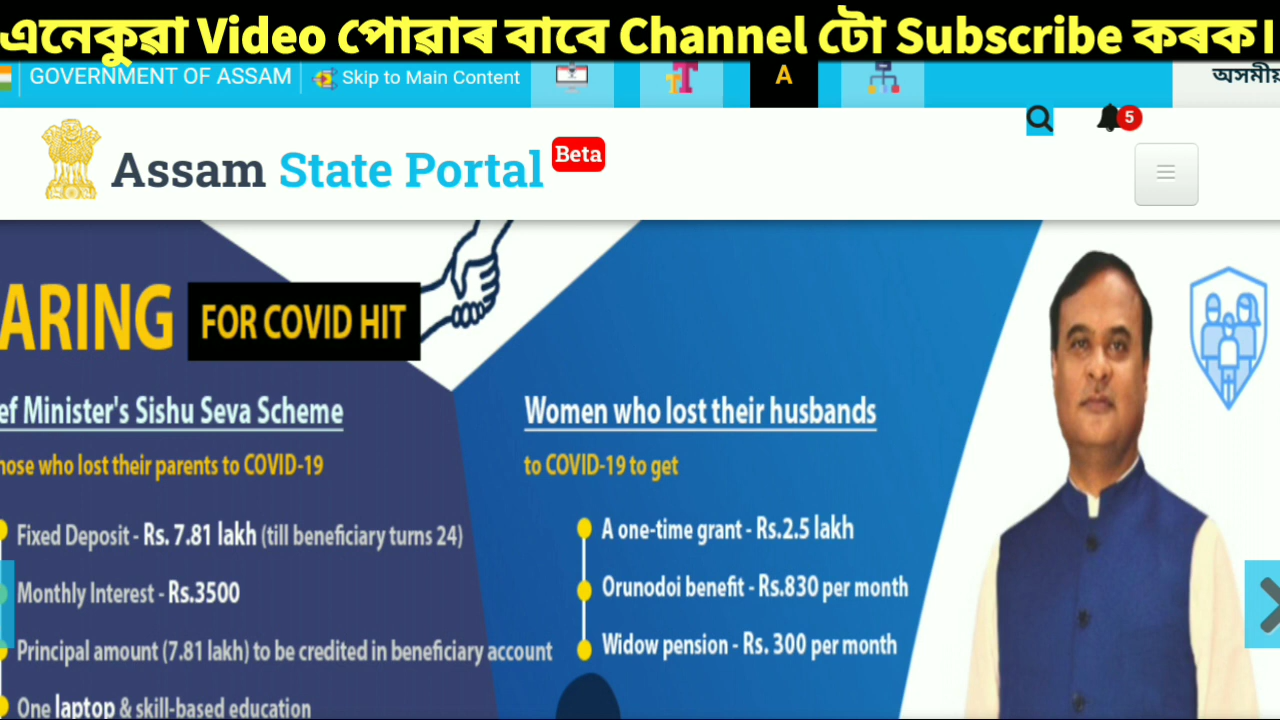 এনেকুৱা Video পোৱাৰ বাবে Channel টো Subscribe কৰক।
GOVERNMENT OF ASSAM
Skip to Main Content
T
A
অসমীয়
5
Assam State Portal Beta
ARING FOR COVID HIT
ef Minister's Sishu Seva Scheme
hose who lost their parents to COVID-19
Fixed Deposit - Rs. 7.81 lakh (till beneficiary turns 24)
Monthly Interest - Rs.3500
Principal amount (7.81 lakh) to be credited in beneficiary account
One laptop & skill-based education
Women who lost their husbands
to COVID-19 to get
A one-time grant - Rs.2.5 lakh
Orunodoi benefit - Rs.830 per month
Widow pension - Rs. 300 per month